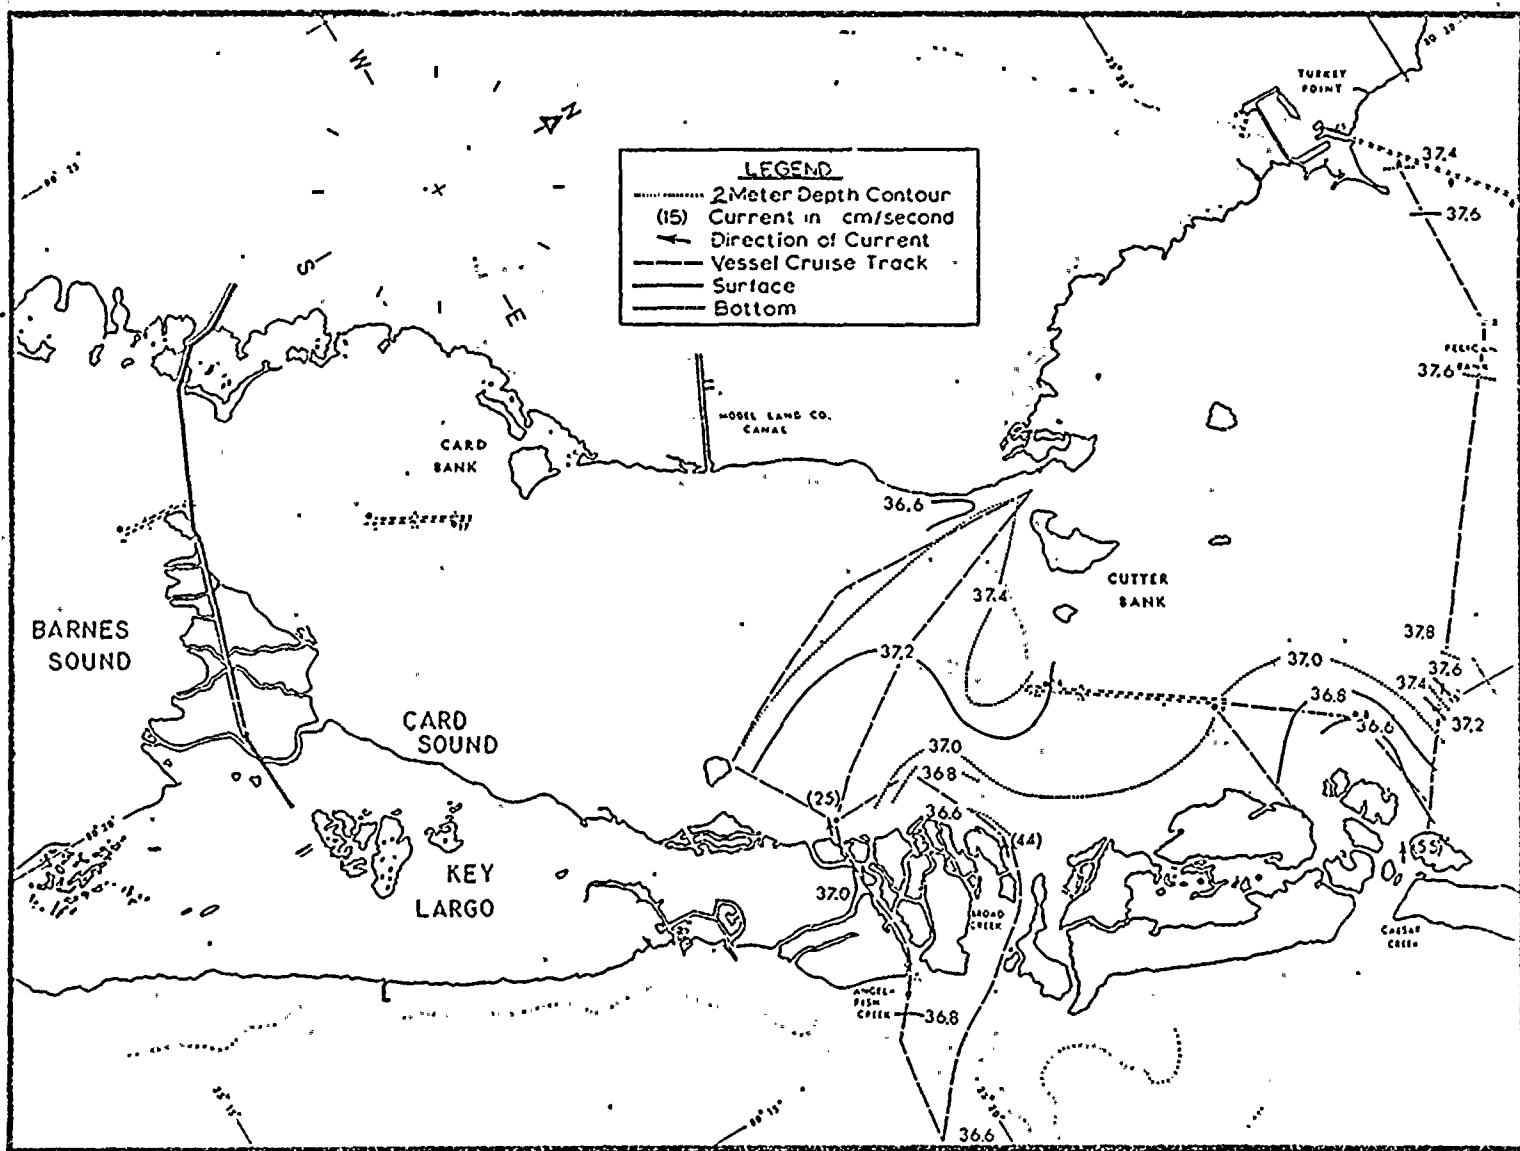 W
N
S
E
TURKEY
POINT
LEGEND
2 Meter Depth Contour
(15) Current in cm/second
Direction of Current
Vessel Cruise Track
Surface
Bottom
37.4
37.6
PELICAN
BANK
37.6
MODEL LAND CO.
CANAL
CARD
BANK
36.6
CUTTER
BANK
37.4
BARNES
SOUND
37.2
37.8
37.0
37.6
37.4
36.8
37.2
36.6
CARD
SOUND
37.0
36.8
(25)
36.6
(44)
(55)
KEY
LARGO
37.0
BROAD
CREEK
CAESAR
CREEK
ANGEL-
FISH
CREEK
36.8
36.6